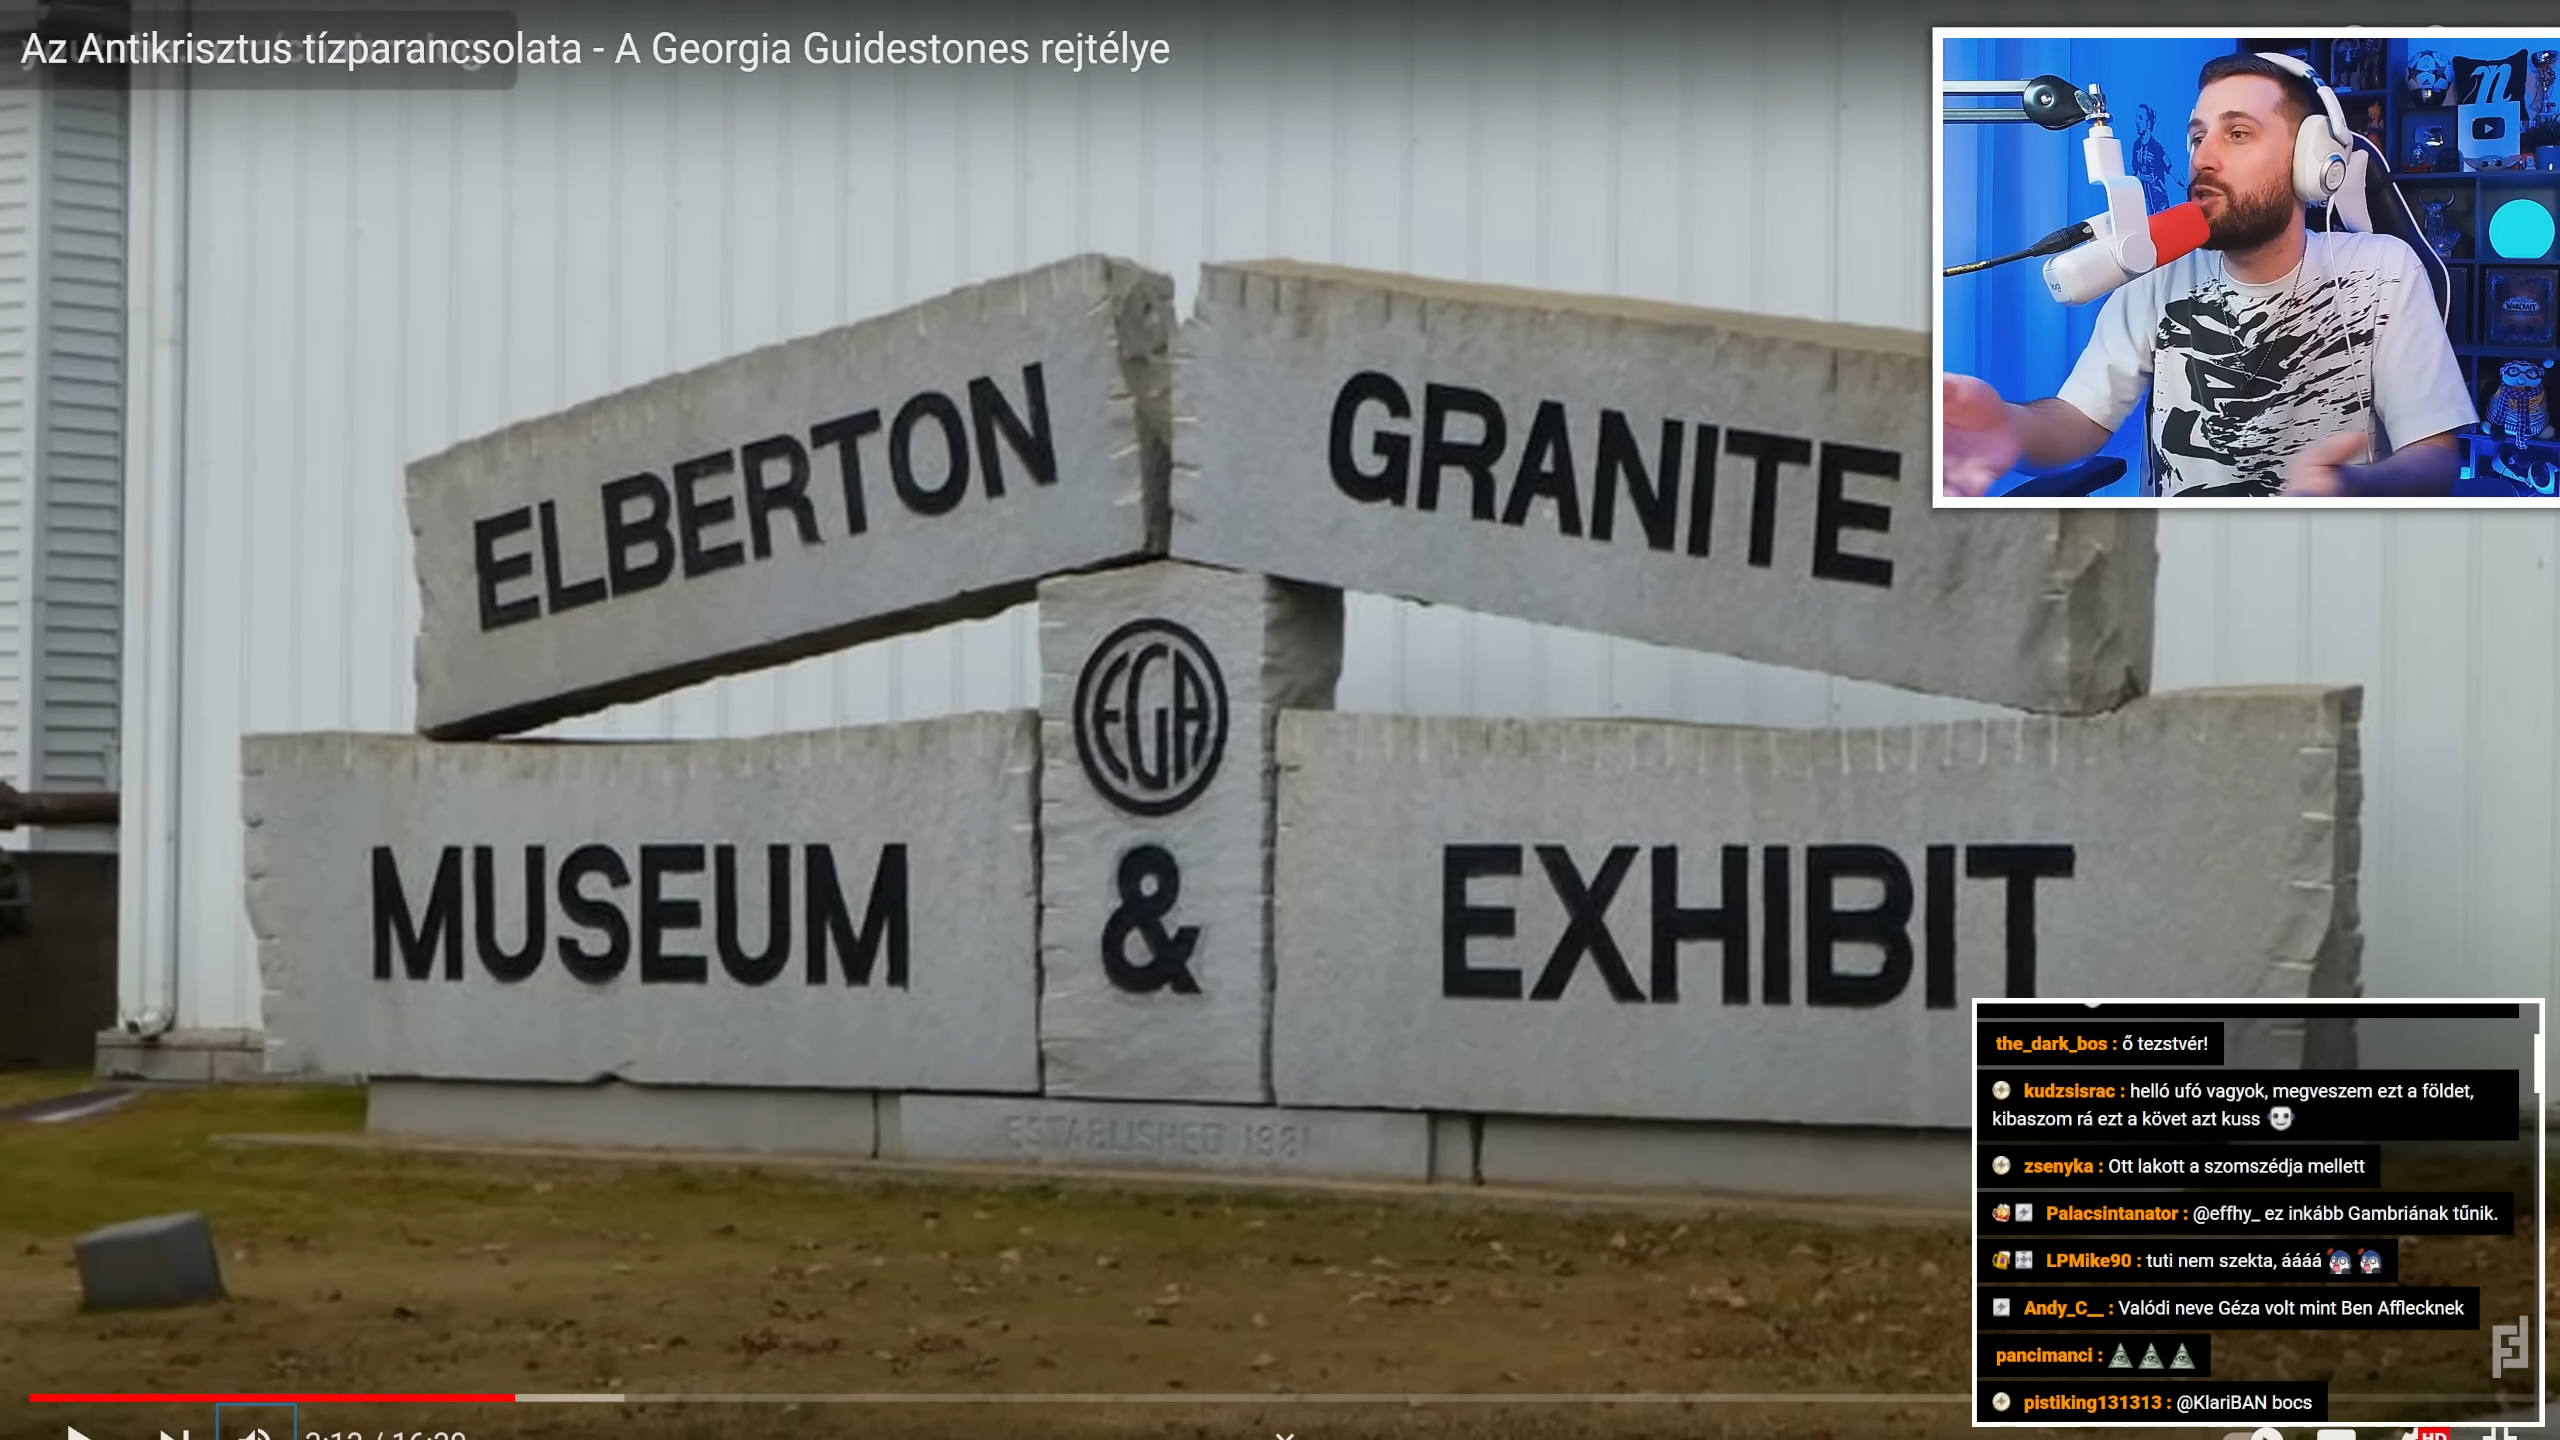 Az Antikrisztus tízparancsolata - A Georgia Guidestones rejtélye
ELBERTON
GRANITE
EGA
MUSEUM
&
EXHIBIT
ESTABLISHED 1981
the_dark_bos : ő tezstvér!
kudzsisrac : helló ufó vagyok, megveszem ezt a földet,
kibaszom rá ezt a követ azt kuss
zsenyka : Ott lakott a szomszédja mellett
Palacsintanator : @effhy_ ez inkább Gambriának tűnik.
LPMike90 : tuti nem szekta, áááá
Andy_C__ : Valódi neve Géza volt mint Ben Afflecknek
pancimanci :
pistiking131313 : @KlariBAN bocs
HD